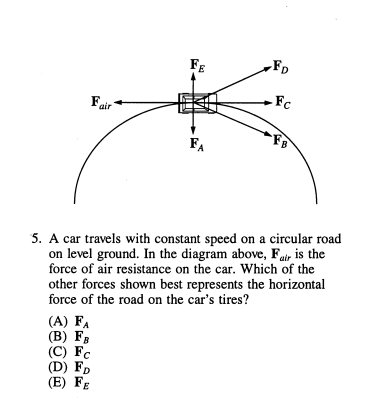 F_E
F_D
F_air
F_C
F_A
F_B
5. A car travels with constant speed on a circular road
on level ground. In the diagram above, F_air is the
force of air resistance on the car. Which of the
other forces shown best represents the horizontal
force of the road on the car's tires?
(A) F_A
(B) F_B
(C) F_C
(D) F_D
(E) F_E